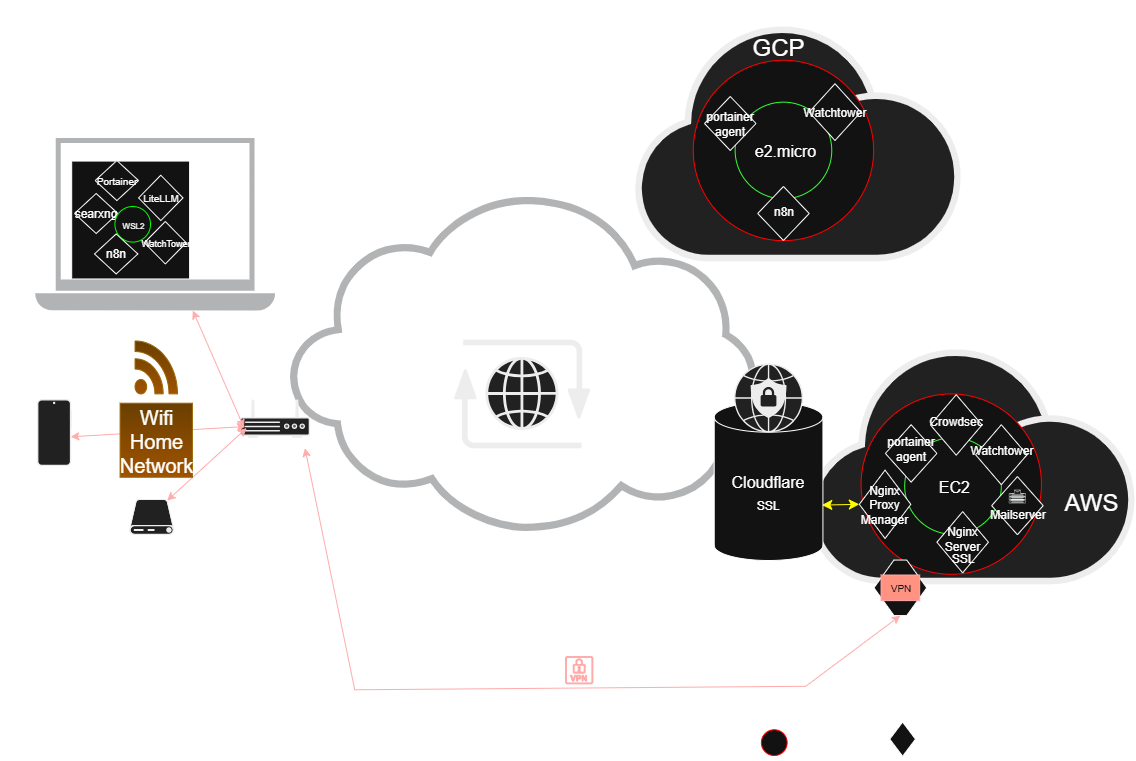 GCP
portainer
agent
Watchtower
e2.micro
n8n
Portainer
LiteLLM
searxng
WSL2
WatchTower
n8n
Wifi
Home
Network
Cloudflare
SSL
Crowdsec
portainer
agent
Watchtower
EC2
AWS
Nginx
Proxy
Manager
Mailserver
Nginx
Server
SSL
VPN
VPN